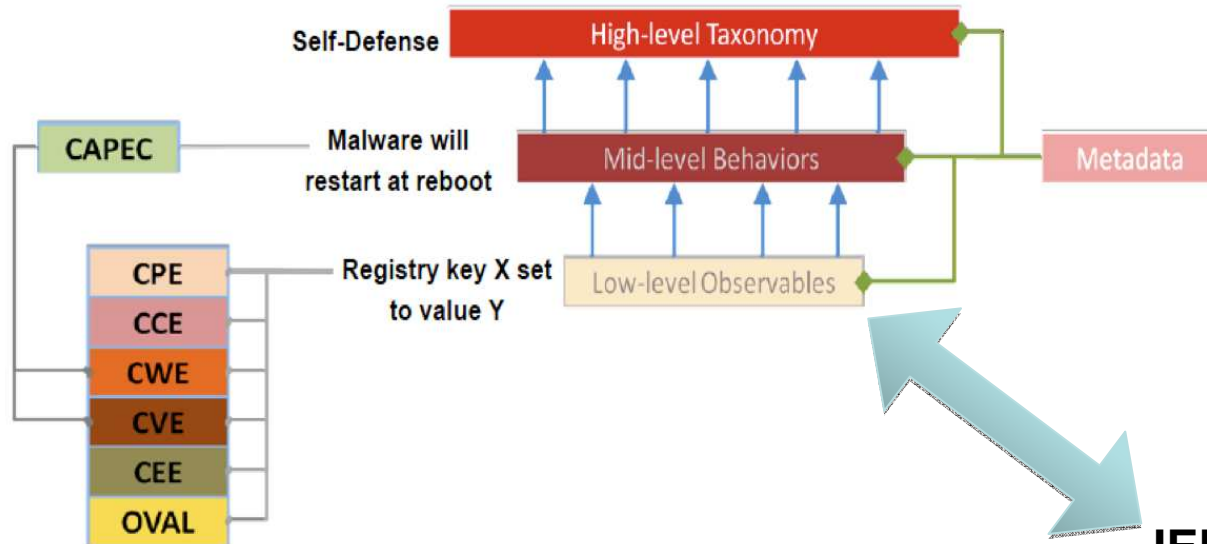 Self-Defense
High-level Taxonomy
CAPEC
Malware will
restart at reboot
Mid-level Behaviors
Metadata
CPE
CCE
CWE
CVE
CEE
OVAL
Registry key X set
to value Y
Low-level Observables